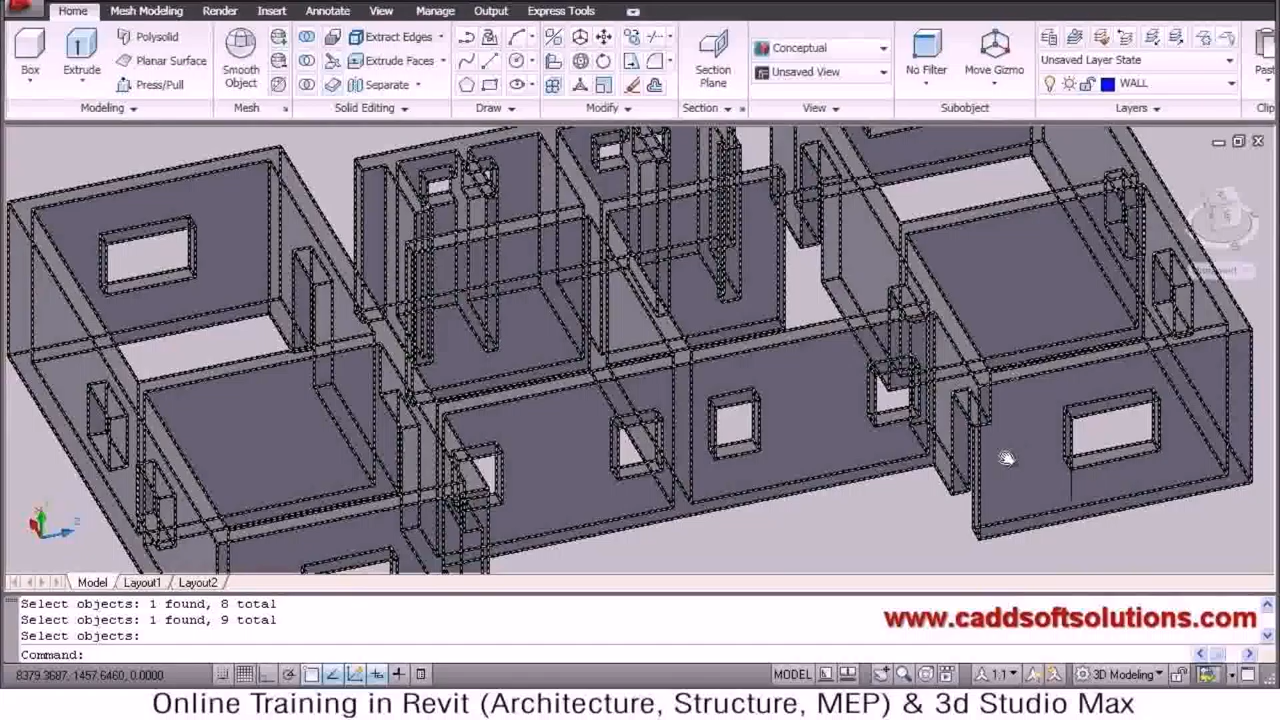 Home Mesh Modeling Render Insert Annotate View Manage Output Express Tools
Polysolid
Planar Surface
Press/Pull
Box
Extrude
Smooth
Object
Extract Edges
Extrude Faces
Separate
Section
Plane
Conceptual
Unsaved View
No Filter
Move Gizmo
Unsaved Layer State
WALL
Modeling Mesh Solid Editing Draw Modify Section View Subobject Layers
Model Layout1 Layout2
Select objects: 1 found, 8 total
Select objects: 1 found, 9 total
Select objects:
Command:
www.caddsoftsolutions.com
8379.3687, 1457.6460, 0.0000
MODEL
1:1
3D Modeling
Online Training in Revit (Architecture, Structure, MEP) & 3d Studio Max